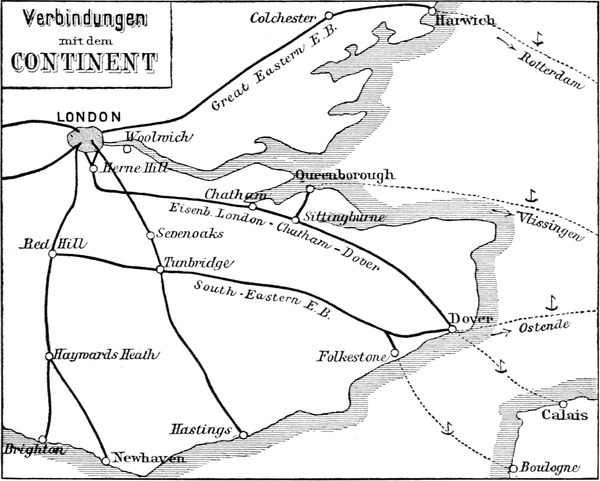 Verbindungen
mit dem
CONTINENT
Colchester
Harwich
Great Eastern E.B.
Rotterdam
LONDON
Woolwich
Herne Hill
Queenborough
Chatham
Eisenb. London - Chatham - Dover
Sittingburne
Vlissingen
Sevenoaks
Red Hill
Tunbridge
South - Eastern E.B.
Dover
Ostende
Haywards Heath
Folkestone
Calais
Hastings
Brighton
Newhaven
Boulogne